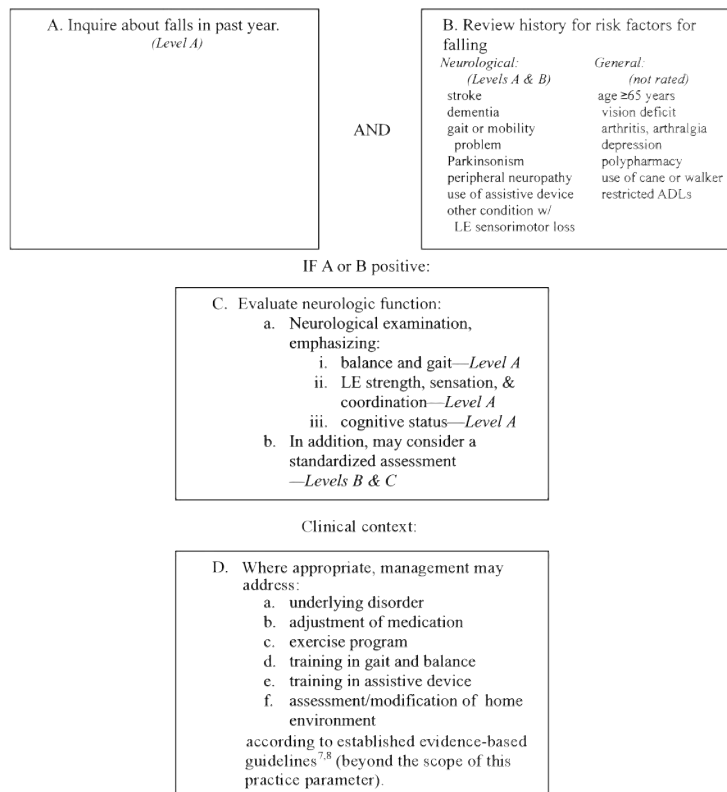 A. Inquire about falls in past year.
(Level A)
AND
B. Review history for risk factors for
falling
Neurological:
(Levels A & B)
stroke
dementia
gait or mobility
problem
Parkinsonism
peripheral neuropathy
use of assistive device
other condition w/
LE sensorimotor loss
General:
(not rated)
age ≥65 years
vision deficit
arthritis, arthralgia
depression
polypharmacy
use of cane or walker
restricted ADLs
IF A or B positive:
C. Evaluate neurologic function:
a. Neurological examination,
emphasizing:
i. balance and gait—Level A
ii. LE strength, sensation, &
coordination—Level A
iii. cognitive status—Level A
b. In addition, may consider a
standardized assessment
—Levels B & C
Clinical context:
D. Where appropriate, management may
address:
a. underlying disorder
b. adjustment of medication
c. exercise program
d. training in gait and balance
e. training in assistive device
f. assessment/modification of home
environment
according to established evidence-based
guidelines7,8 (beyond the scope of this
practice parameter).